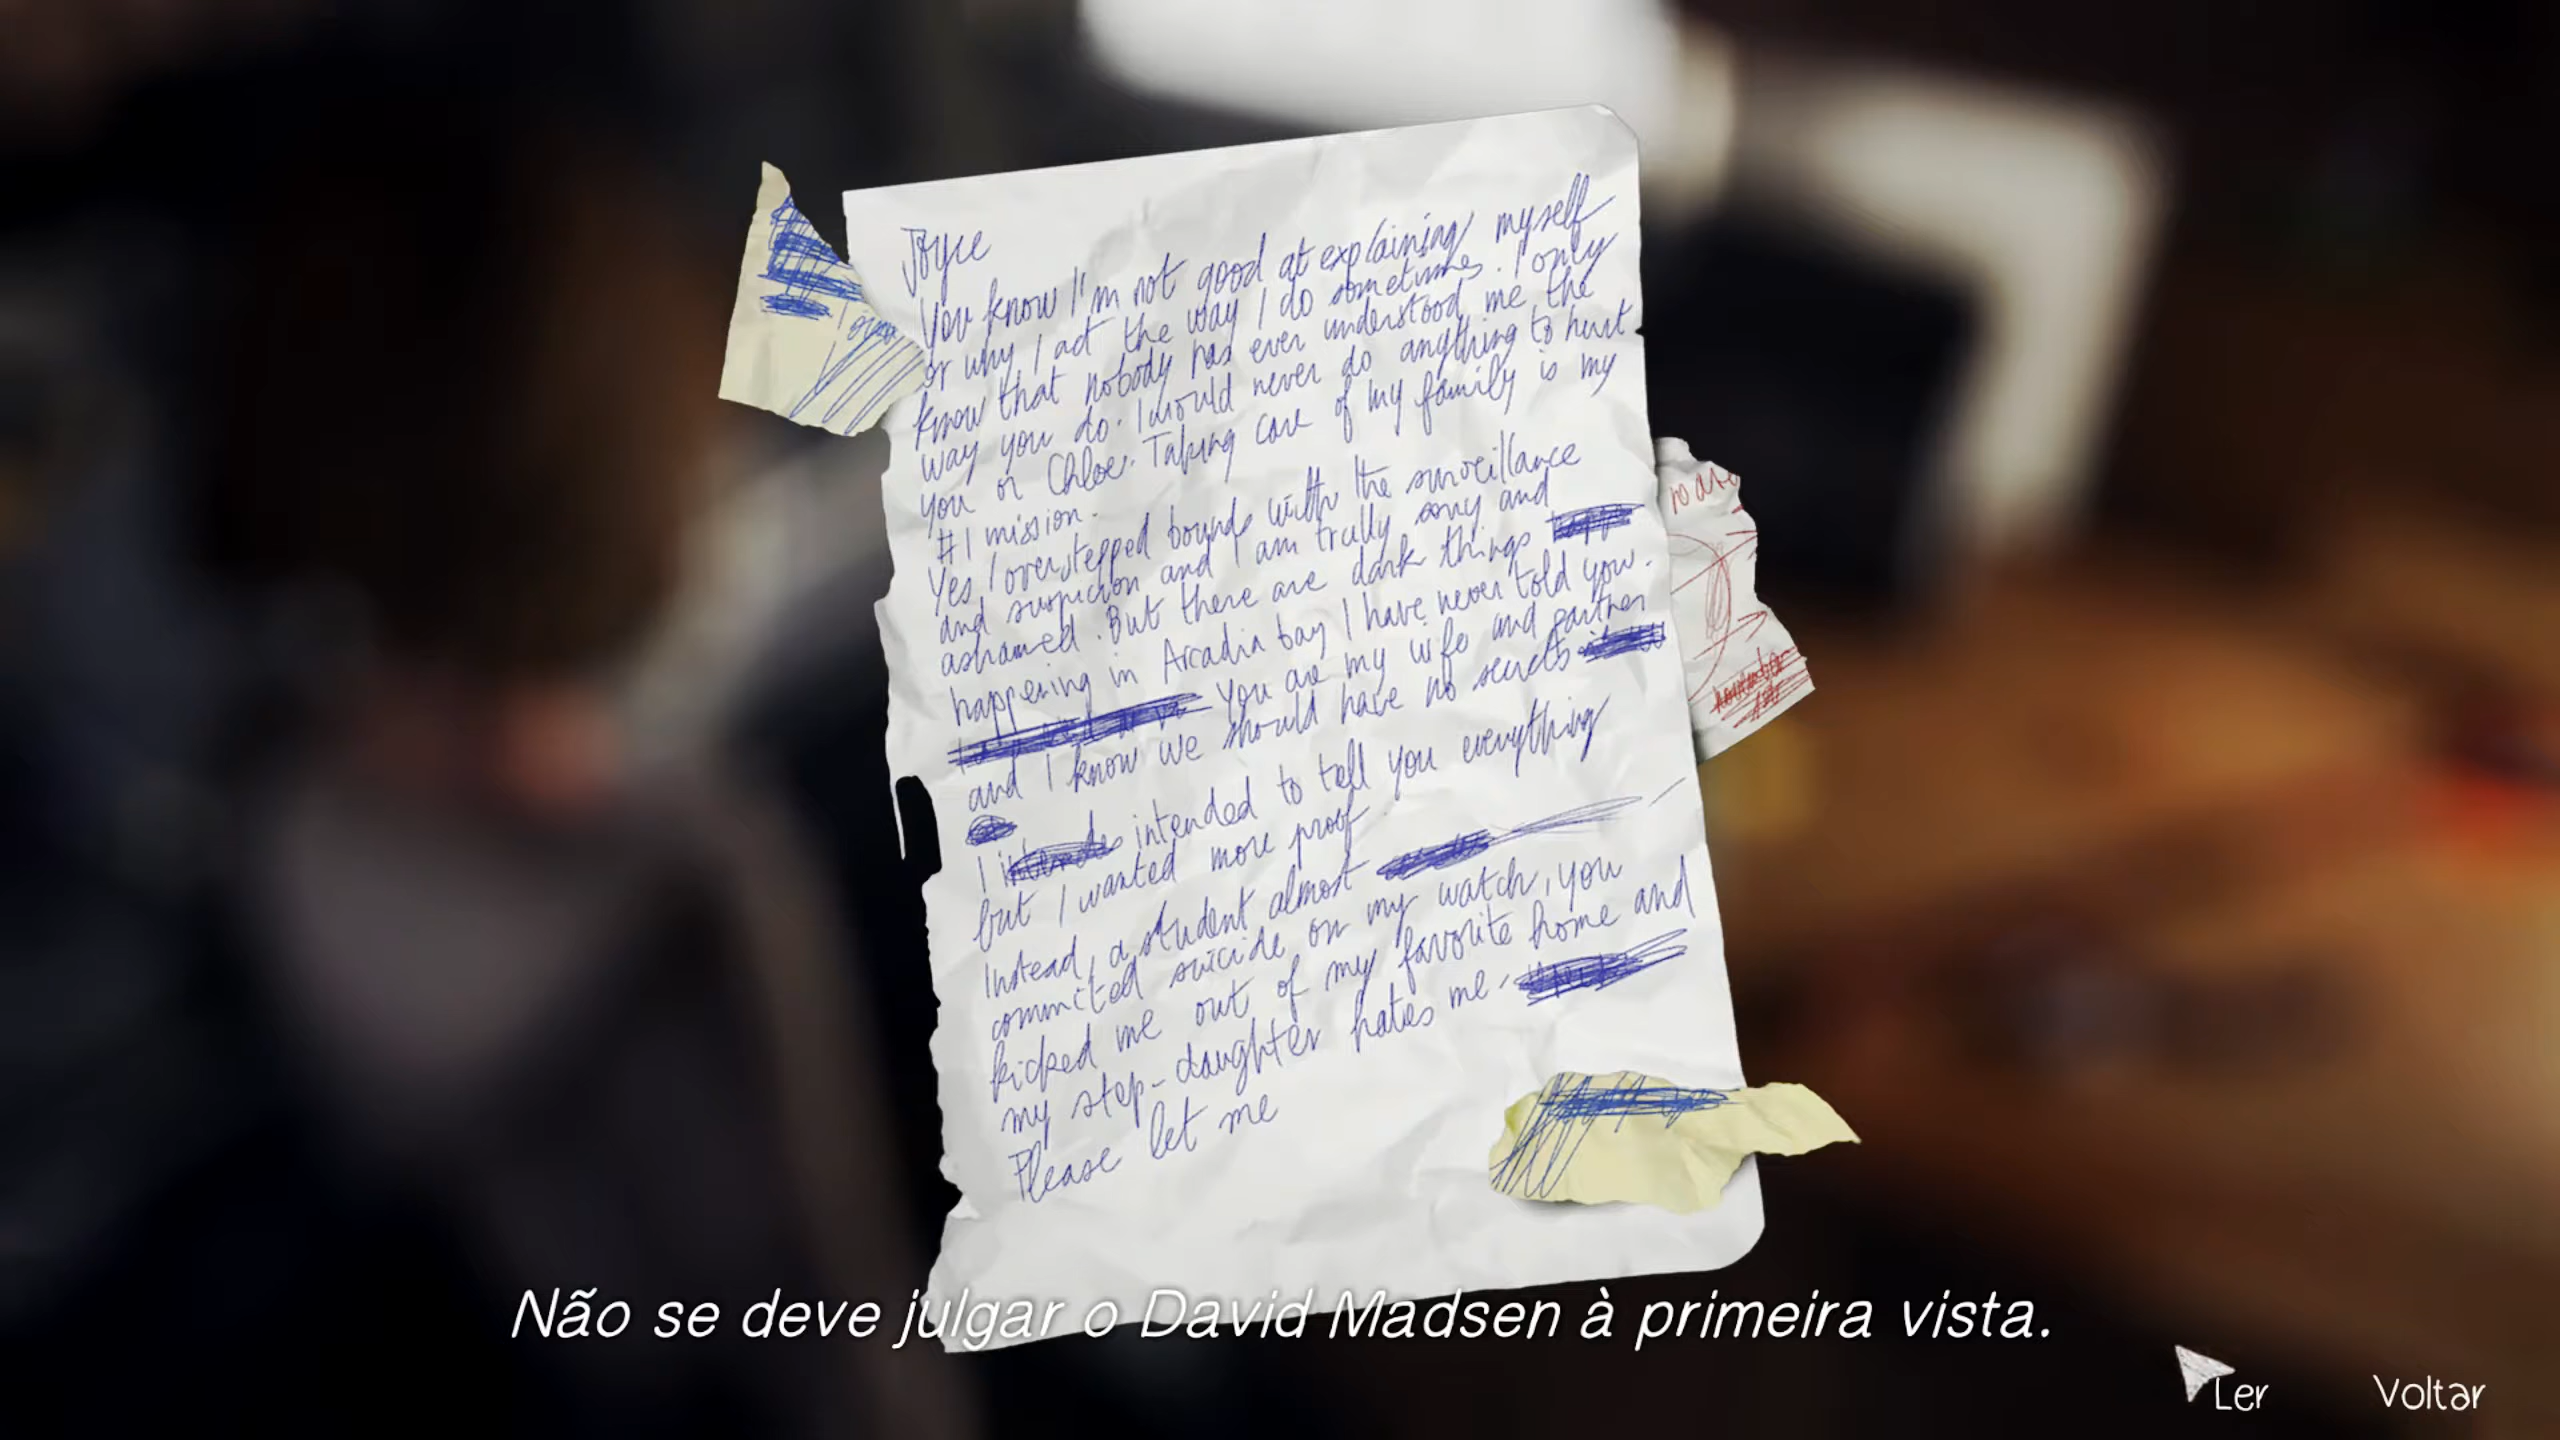 Joyce
You know I'm not good at explaining myself
or why I act the way I do sometimes. I only
know that nobody has ever understood me the
way you do. I would never do anything to hurt
you or Chloe. Taking care of my family is my
#1 mission.
Yes I overstepped bounds with the surveillance
and suspicion and I am trully sorry and
ashamed. But there are dark things
happening in Arcadia bay I have never told you.
You are my wife and partner
and I know we should have no secrets
I intended to tell you everything
but I wanted more proof.
Instead, a student almost
commited suicide on my watch, you
kicked me out of my favorite home and
my step-daughter hates me.
Please let me
Não se deve julgar o David Madsen à primeira vista.
Ler
Voltar